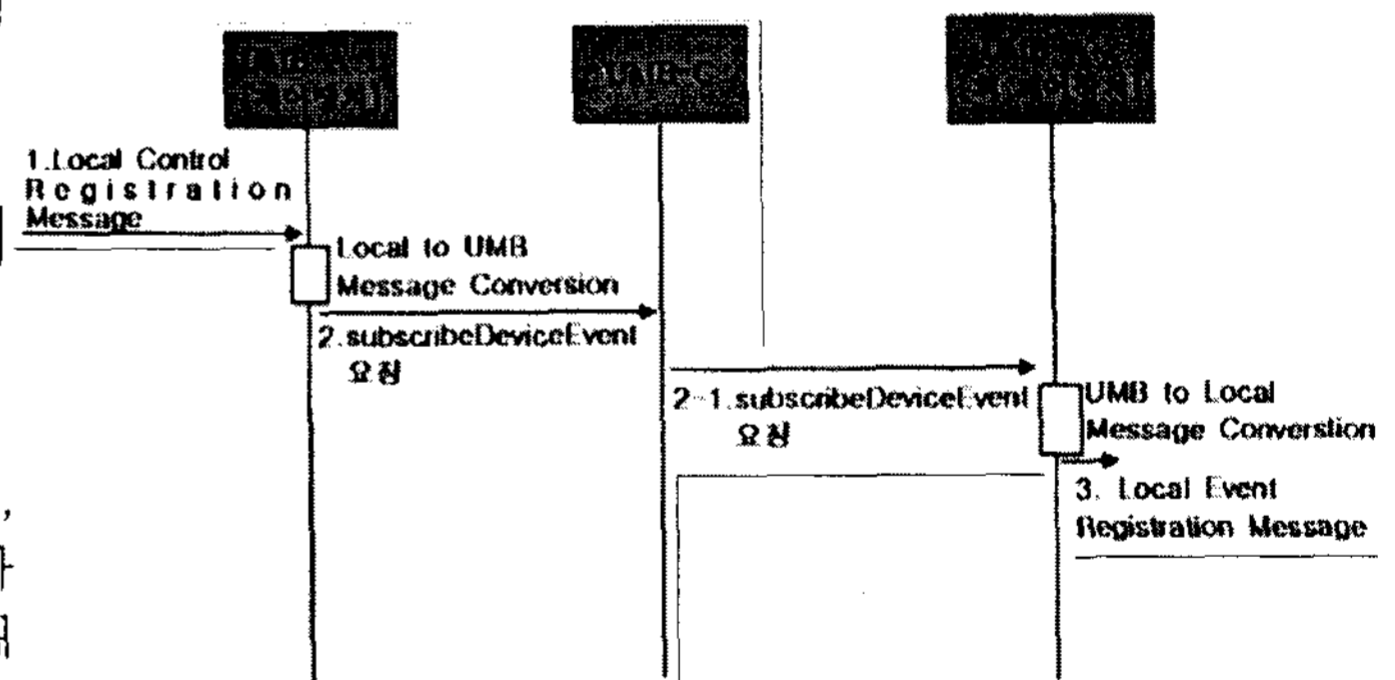 1.Local Control
Registration
Message
Local to UMB
Message Conversion
2.subscribeDeviceEvent
요청
2-1.subscribeDeviceEvent
요청
UMB to Local
Message Converstion
3. Local Event
Registration Message